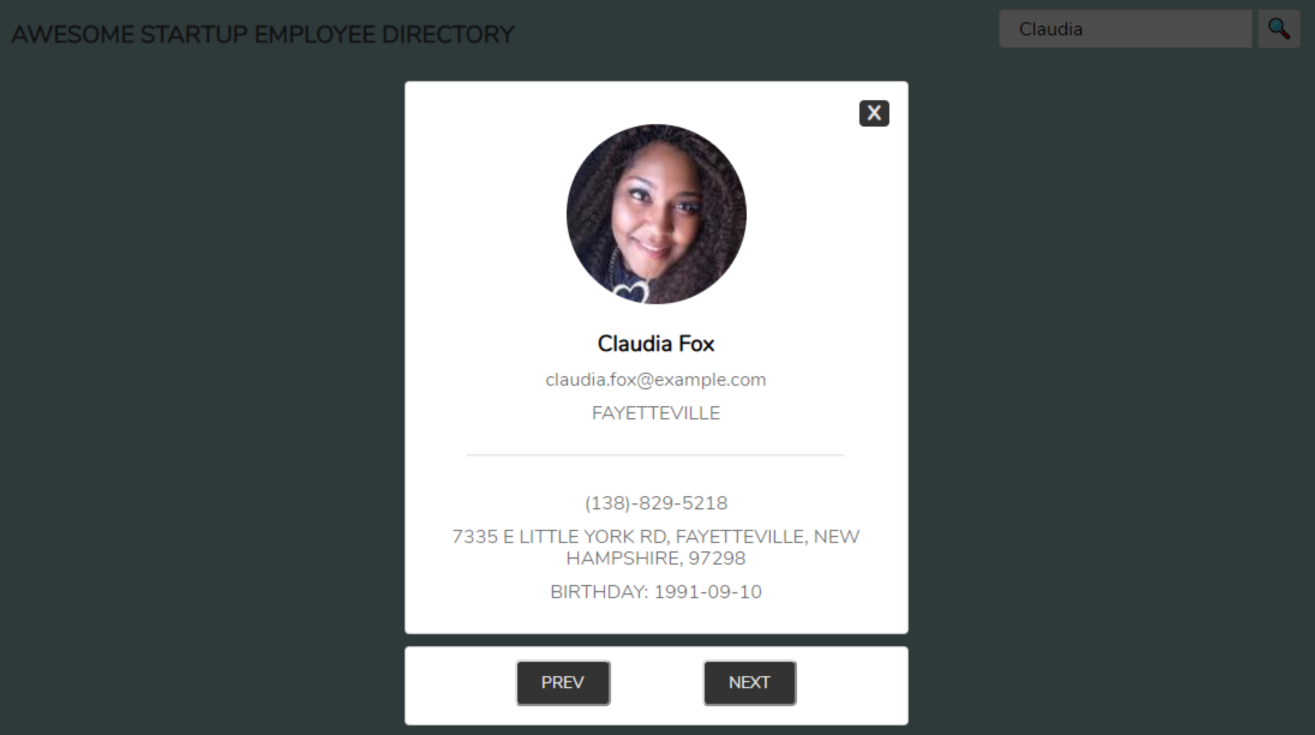 AWESOME STARTUP EMPLOYEE DIRECTORY
Claudia
X
Claudia Fox
claudia.fox@example.com
FAYETTEVILLE
(138)-829-5218
7335 E LITTLE YORK RD, FAYETTEVILLE, NEW
HAMPSHIRE, 97298
BIRTHDAY: 1991-09-10
PREV
NEXT